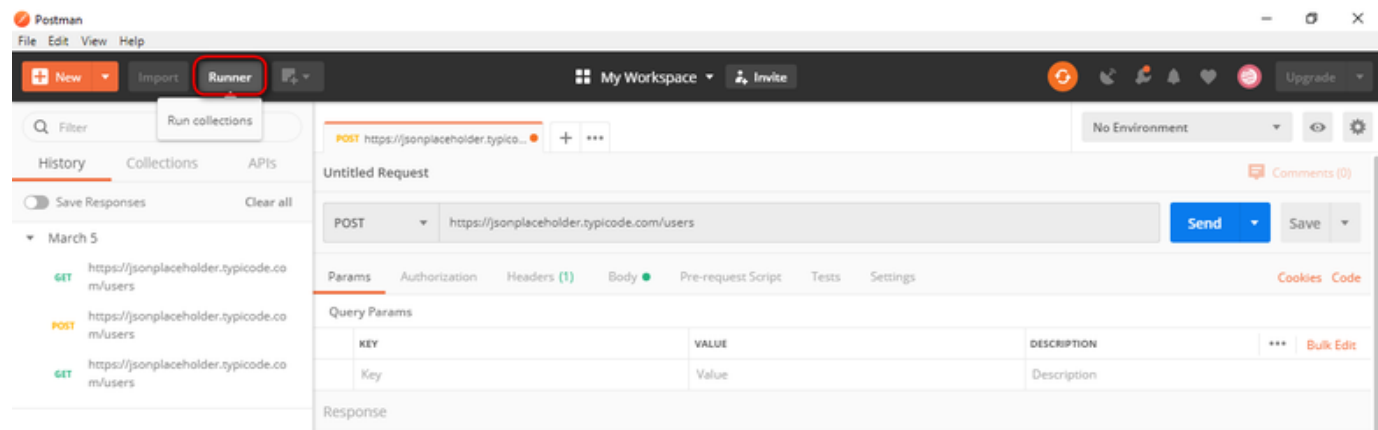 Postman
File Edit View Help
New Import Runner My Workspace Invite Upgrade
Run collections
Filter
History Collections APIs
Save Responses Clear all
March 5
GET https://jsonplaceholder.typicode.co
m/users
POST https://jsonplaceholder.typicode.co
m/users
GET https://jsonplaceholder.typicode.co
m/users
POST https://jsonplaceholder.typico...
No Environment
Untitled Request Comments (0)
POST https://jsonplaceholder.typicode.com/users Send Save
Params Authorization Headers (1) Body Pre-request Script Tests Settings Cookies Code
Query Params
KEY VALUE DESCRIPTION Bulk Edit
Key Value Description
Response